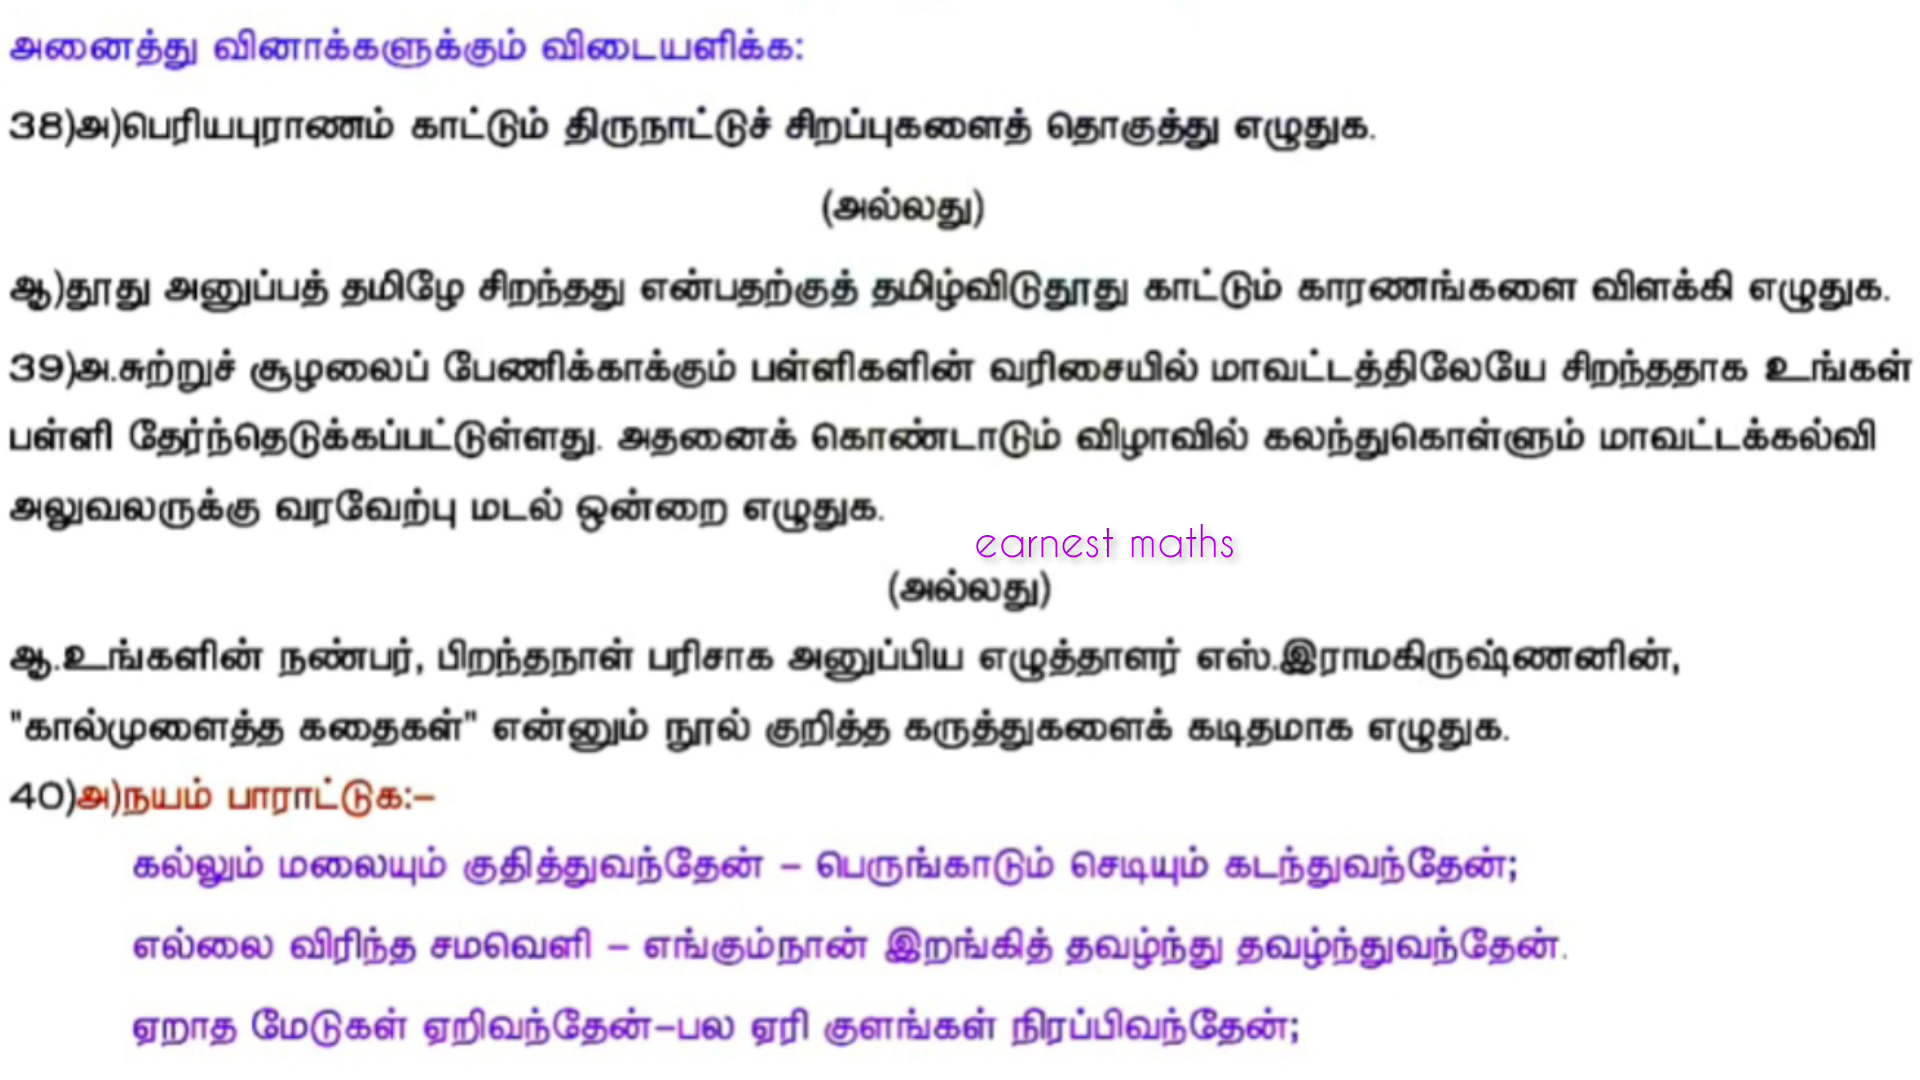 அனைத்து வினாக்களுக்கும் விடையளிக்க:
38)அ)பெரியபுராணம் காட்டும் திருநாட்டுச் சிறப்புகளைத் தொகுத்து எழுதுக.
(அல்லது)
ஆ)தூது அனுப்பத் தமிழே சிறந்தது என்பதற்குத் தமிழ்விடுதூது காட்டும் காரணங்களை விளக்கி எழுதுக.
39)அ.சுற்றுச் சூழலைப் பேணிக்காக்கும் பள்ளிகளின் வரிசையில் மாவட்டத்திலேயே சிறந்ததாக உங்கள்
பள்ளி தேர்ந்தெடுக்கப்பட்டுள்ளது. அதனைக் கொண்டாடும் விழாவில் கலந்துகொள்ளும் மாவட்டக்கல்வி
அலுவலருக்கு வரவேற்பு மடல் ஒன்றை எழுதுக.
earnest maths
(அல்லது)
ஆ.உங்களின் நண்பர், பிறந்தநாள் பரிசாக அனுப்பிய எழுத்தாளர் எஸ்.இராமகிருஷ்ணனின்,
"கால்முளைத்த கதைகள்" என்னும் நூல் குறித்த கருத்துகளைக் கடிதமாக எழுதுக.
40)அ)நயம் பாராட்டுக:–
கல்லும் மலையும் குதித்துவந்தேன் – பெருங்காடும் செடியும் கடந்துவந்தேன்;
எல்லை விரிந்த சமவெளி – எங்கும்நான் இறங்கித் தவழ்ந்து தவழ்ந்துவந்தேன்.
ஏறாத மேடுகள் ஏறிவந்தேன்–பல ஏரி குளங்கள் நிரப்பிவந்தேன்;